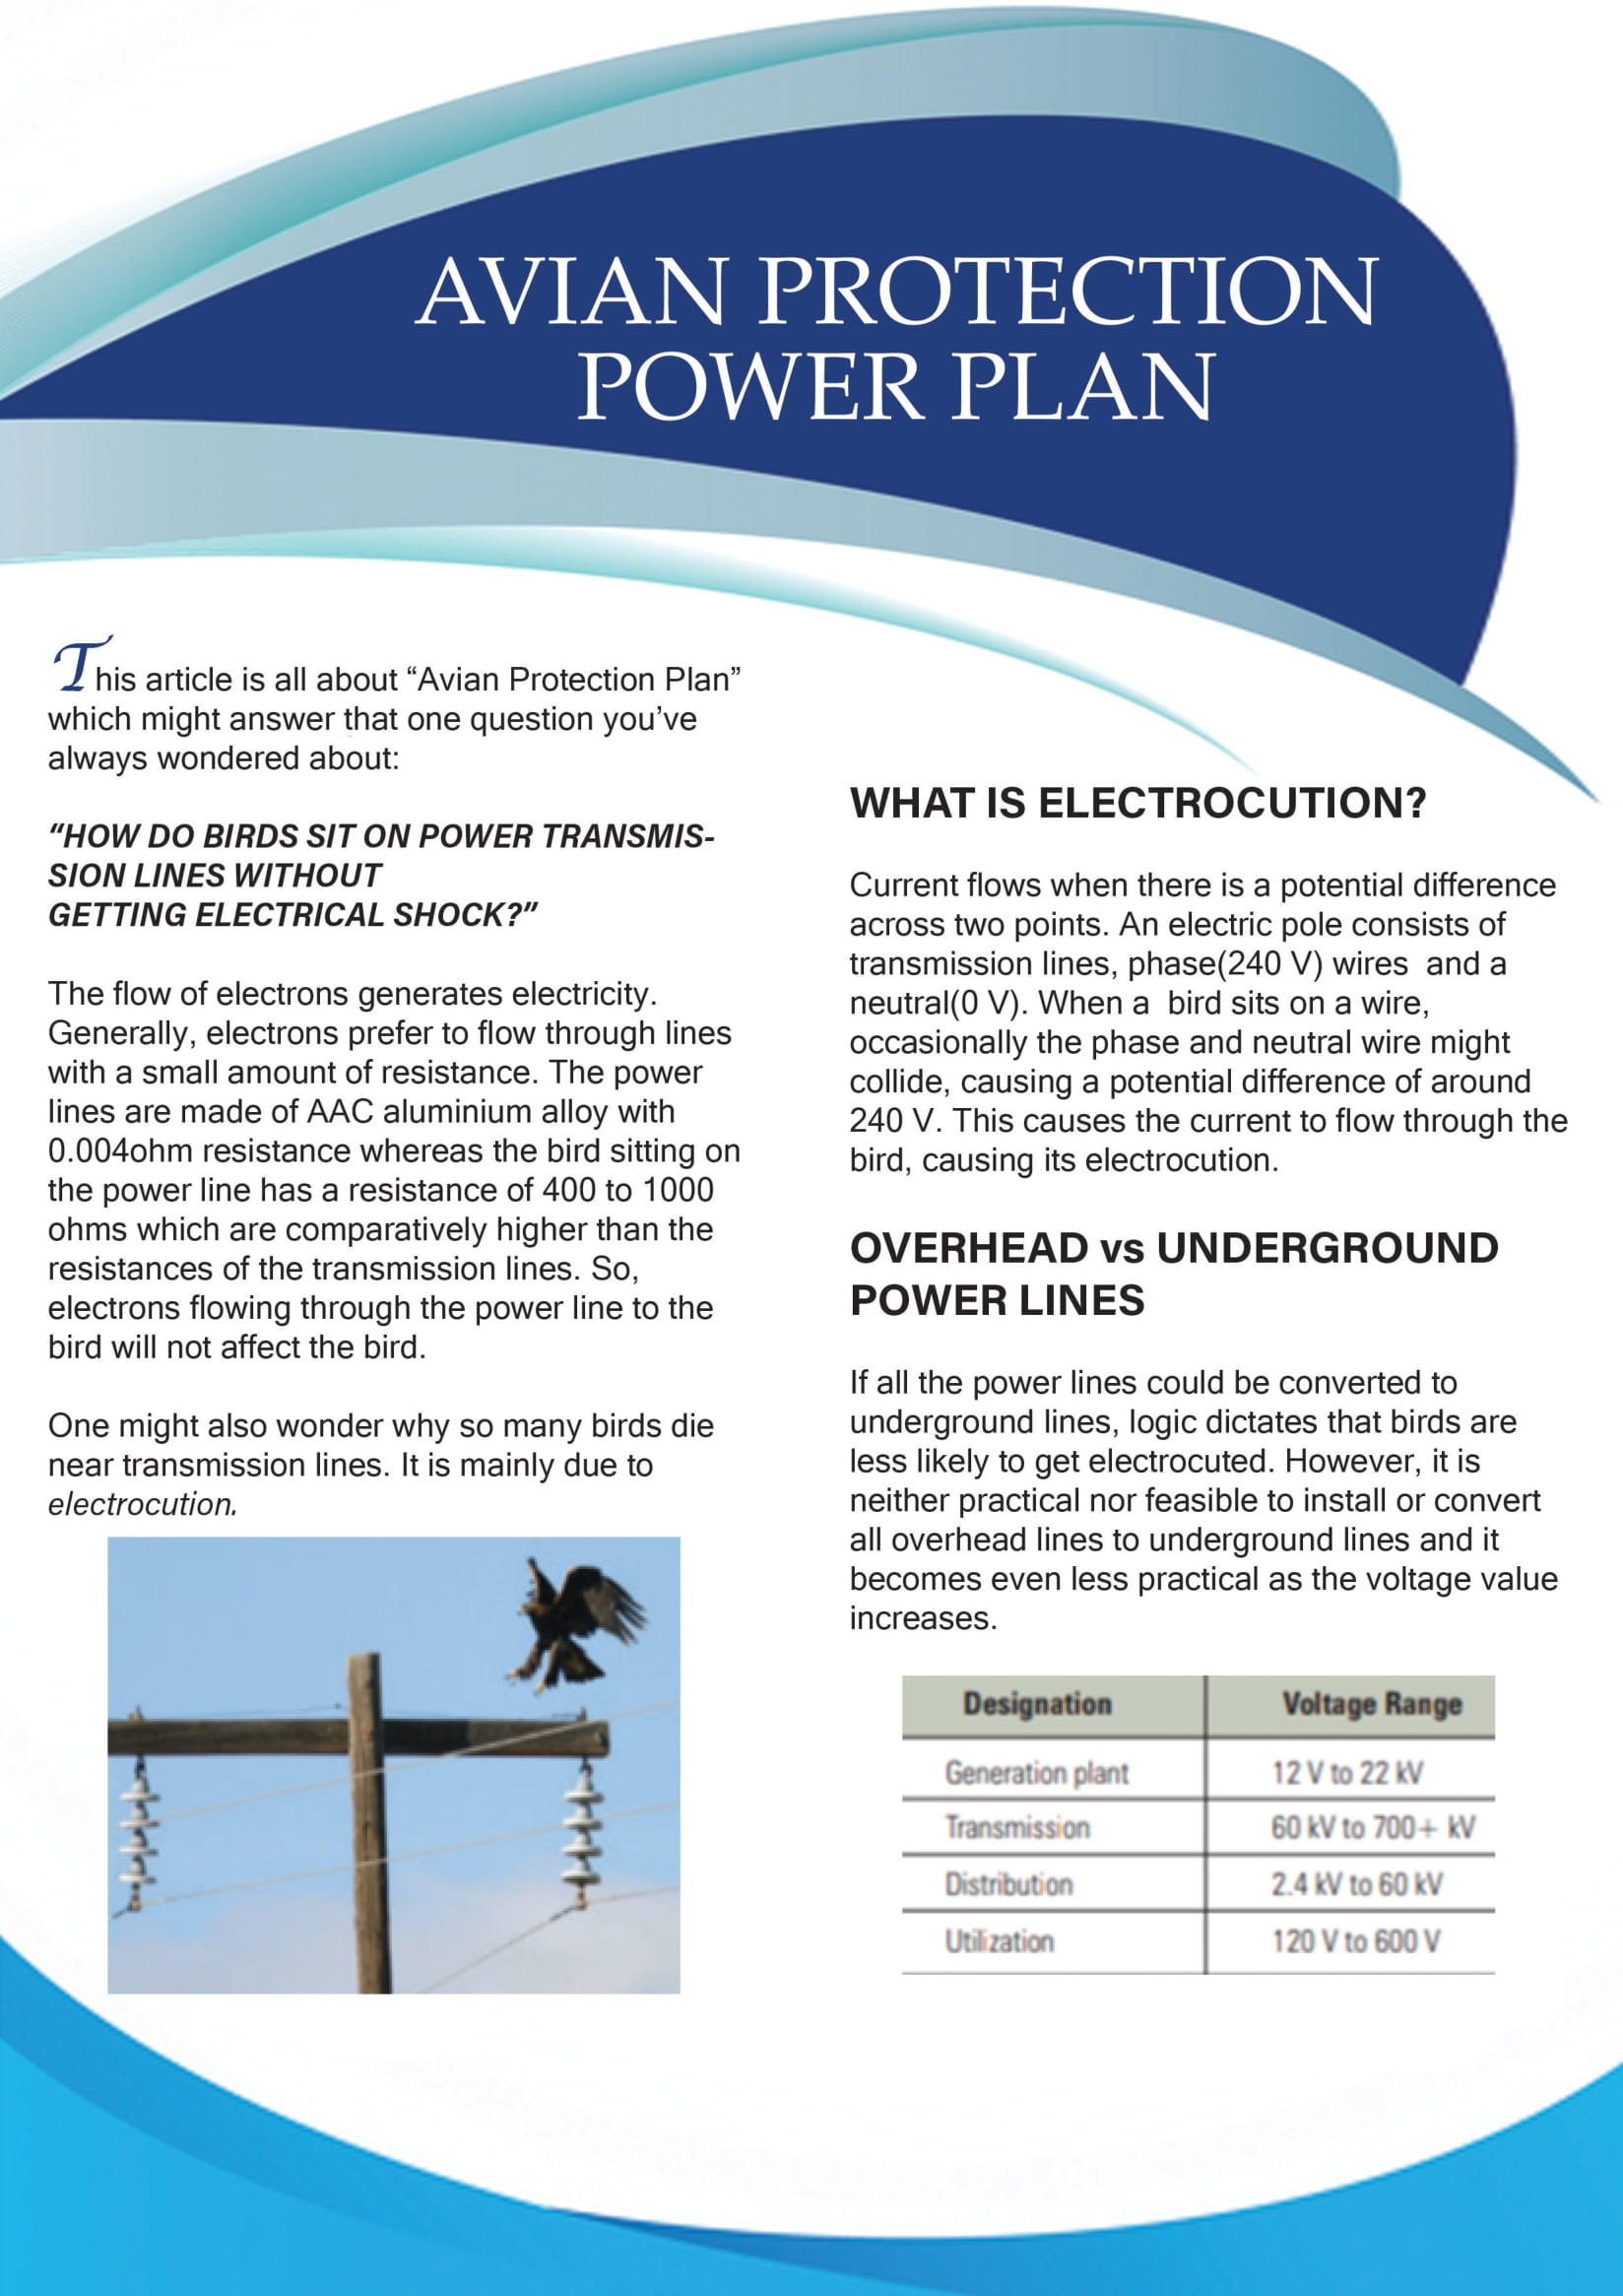 AVIAN PROTECTION
POWER PLAN
This article is all about “Avian Protection Plan”
which might answer that one question you’ve
always wondered about:
“HOW DO BIRDS SIT ON POWER TRANSMIS-
SION LINES WITHOUT
GETTING ELECTRICAL SHOCK?”
The flow of electrons generates electricity.
Generally, electrons prefer to flow through lines
with a small amount of resistance. The power
lines are made of AAC aluminium alloy with
0.004ohm resistance whereas the bird sitting on
the power line has a resistance of 400 to 1000
ohms which are comparatively higher than the
resistances of the transmission lines. So,
electrons flowing through the power line to the
bird will not affect the bird.
One might also wonder why so many birds die
near transmission lines. It is mainly due to
electrocution.
WHAT IS ELECTROCUTION?
Current flows when there is a potential difference
across two points. An electric pole consists of
transmission lines, phase(240 V) wires  and a
neutral(0 V). When a  bird sits on a wire,
occasionally the phase and neutral wire might
collide, causing a potential difference of around
240 V. This causes the current to flow through the
bird, causing its electrocution.
OVERHEAD vs UNDERGROUND
POWER LINES
If all the power lines could be converted to
underground lines, logic dictates that birds are
less likely to get electrocuted. However, it is
neither practical nor feasible to install or convert
all overhead lines to underground lines and it
becomes even less practical as the voltage value
increases.
Designation Voltage Range
Generation plant 12 V to 22 kV
Transmission 60 kV to 700+ kV
Distribution 2.4 kV to 60 kV
Utilization 120 V to 600 V